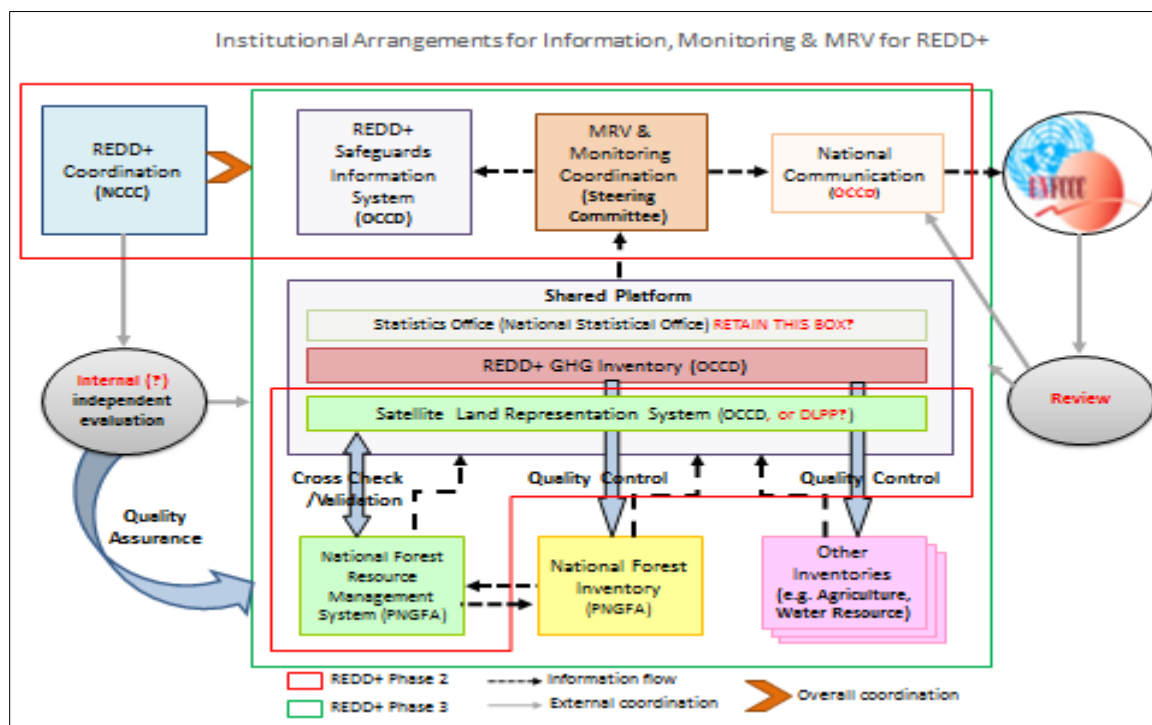 Institutional Arrangements for Information, Monitoring & MRV for REDD+
REDD+
Coordination
(NCCC)
REDD+
Safeguards
Information
System
(OCCD)
MRV &
Monitoring
Coordination
(Steering
Committee)
National
Communication
(OCCD)
UNFCCC
Shared Platform
Statistics Office (National Statistical Office) RETAIN THIS BOX?
REDD+ GHG Inventory (OCCD)
Satellite Land Representation System (OCCD, or DLPP?)
Internal (?)
independent
evaluation
Review
Cross Check
/Validation
Quality Control
Quality Control
Quality
Assurance
National Forest
Resource
Management
System (PNGFA)
National Forest
Inventory
(PNGFA)
Other
Inventories
(e.g. Agriculture,
Water Resource)
REDD+ Phase 2
Information flow
Overall coordination
REDD+ Phase 3
External coordination